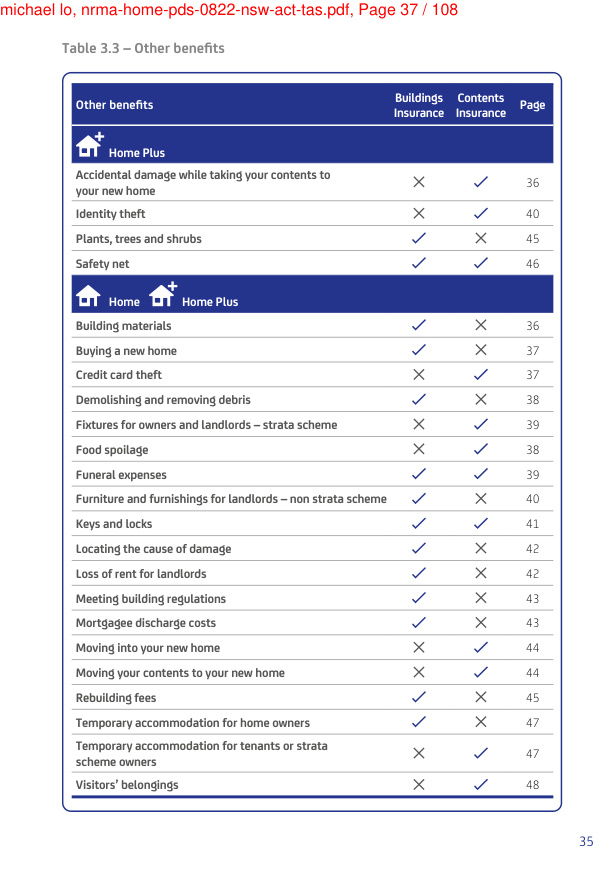 michael lo, nrma-home-pds-0822-nsw-act-tas.pdf, Page 37 / 108
Table 3.3 – Other benefits
Other benefits Buildings Insurance Contents Insurance Page
Home Plus
Accidental damage while taking your contents to
your new home ✗ ✓ 36
Identity theft ✗ ✓ 40
Plants, trees and shrubs ✓ ✗ 45
Safety net ✓ ✓ 46
Home Home Plus
Building materials ✓ ✗ 36
Buying a new home ✓ ✗ 37
Credit card theft ✗ ✓ 37
Demolishing and removing debris ✓ ✗ 38
Fixtures for owners and landlords – strata scheme ✗ ✓ 39
Food spoilage ✗ ✓ 38
Funeral expenses ✓ ✓ 39
Furniture and furnishings for landlords – non strata scheme ✓ ✗ 40
Keys and locks ✓ ✓ 41
Locating the cause of damage ✓ ✗ 42
Loss of rent for landlords ✓ ✗ 42
Meeting building regulations ✓ ✗ 43
Mortgagee discharge costs ✓ ✗ 43
Moving into your new home ✗ ✓ 44
Moving your contents to your new home ✗ ✓ 44
Rebuilding fees ✓ ✗ 45
Temporary accommodation for home owners ✓ ✗ 47
Temporary accommodation for tenants or strata
scheme owners ✗ ✓ 47
Visitors’ belongings ✗ ✓ 48
35